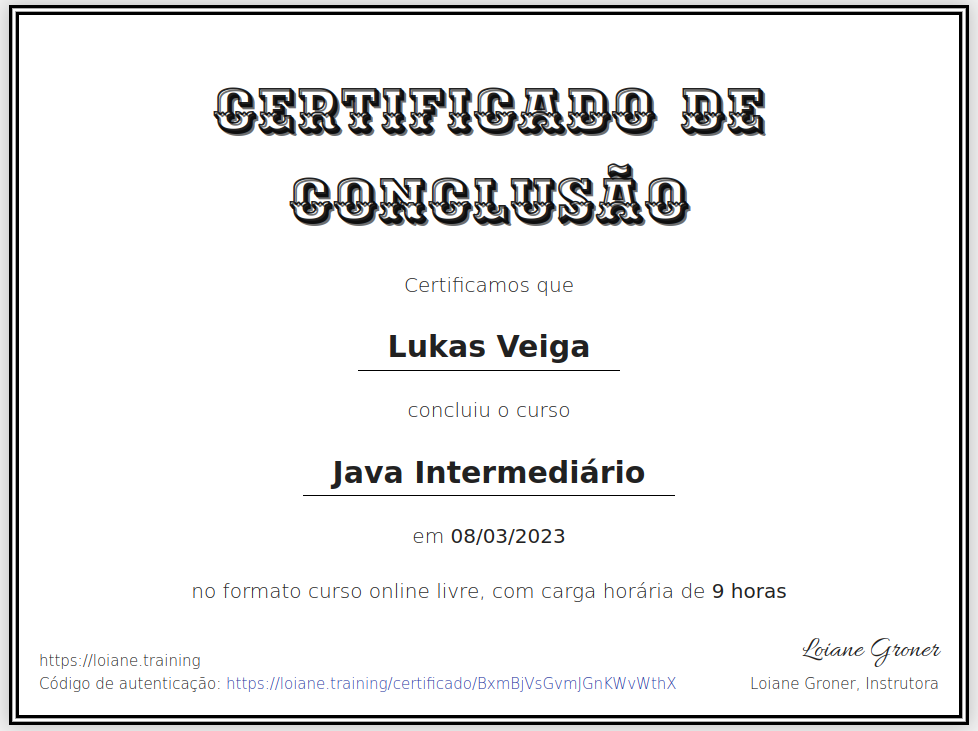 CERTIFICADO DE
CONCLUSÃO
Certificamos que
Lukas Veiga
concluiu o curso
Java Intermediário
em 08/03/2023
no formato curso online livre, com carga horária de 9 horas
Loiane Groner
https://loiane.training
Código de autenticação: https://loiane.training/certificado/BxmBjVsGvmJGnKWvWthX
Loiane Groner, Instrutora